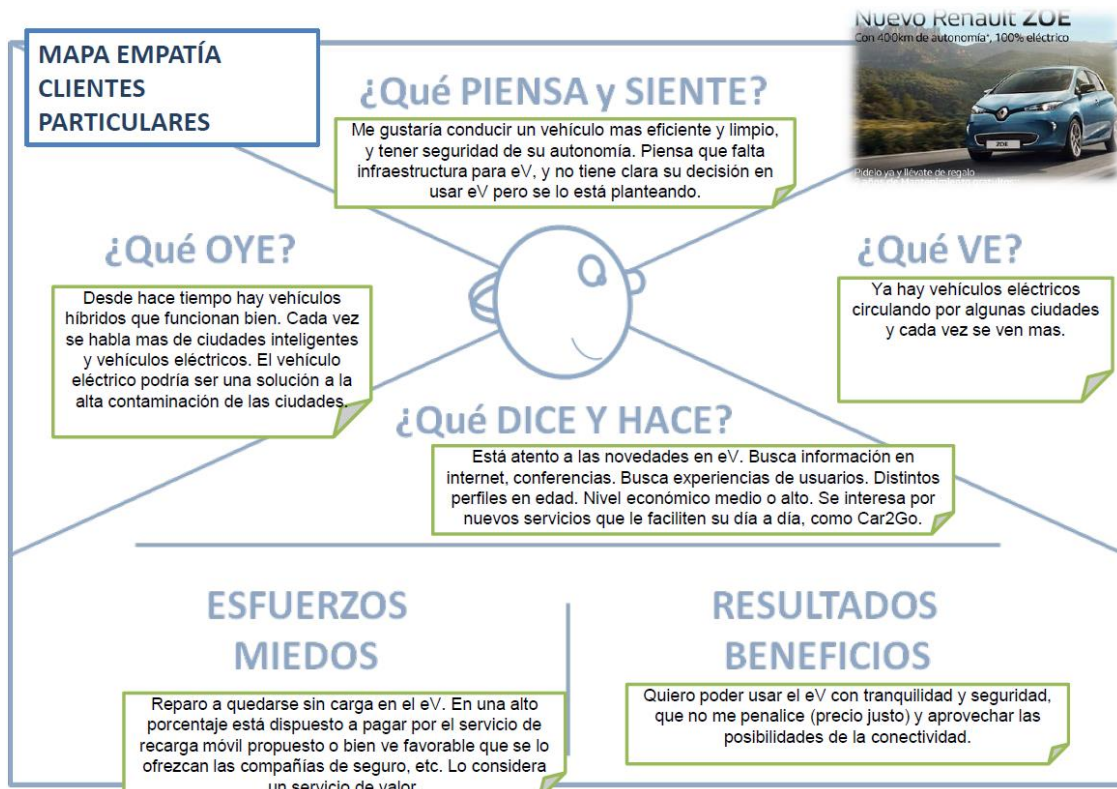 MAPA EMPATÍA
CLIENTES
PARTICULARES
Nuevo Renault ZOE
Con 400km de autonomía*, 100% eléctrico
ZOE
Pídelo ya y llévate de regalo
¿Qué PIENSA y SIENTE?
Me gustaría conducir un vehículo mas eficiente y limpio,
y tener seguridad de su autonomía. Piensa que falta
infraestructura para eV, y no tiene clara su decisión en
usar eV pero se lo está planteando.
¿Qué OYE?
Desde hace tiempo hay vehículos
híbridos que funcionan bien. Cada vez
se habla mas de ciudades inteligentes
y vehículos eléctricos. El vehículo
eléctrico podría ser una solución a la
alta contaminación de las ciudades.
¿Qué VE?
Ya hay vehículos eléctricos
circulando por algunas ciudades
y cada vez se ven mas.
¿Qué DICE Y HACE?
Está atento a las novedades en eV. Busca información en
internet, conferencias. Busca experiencias de usuarios. Distintos
perfiles en edad. Nivel económico medio o alto. Se interesa por
nuevos servicios que le faciliten su día a día, como Car2Go.
ESFUERZOS
MIEDOS
Reparo a quedarse sin carga en el eV. En una alto
porcentaje está dispuesto a pagar por el servicio de
recarga móvil propuesto o bien ve favorable que se lo
ofrezcan las compañías de seguro, etc. Lo considera
un servicio de valor
RESULTADOS
BENEFICIOS
Quiero poder usar el eV con tranquilidad y seguridad,
que no me penalice (precio justo) y aprovechar las
posibilidades de la conectividad.